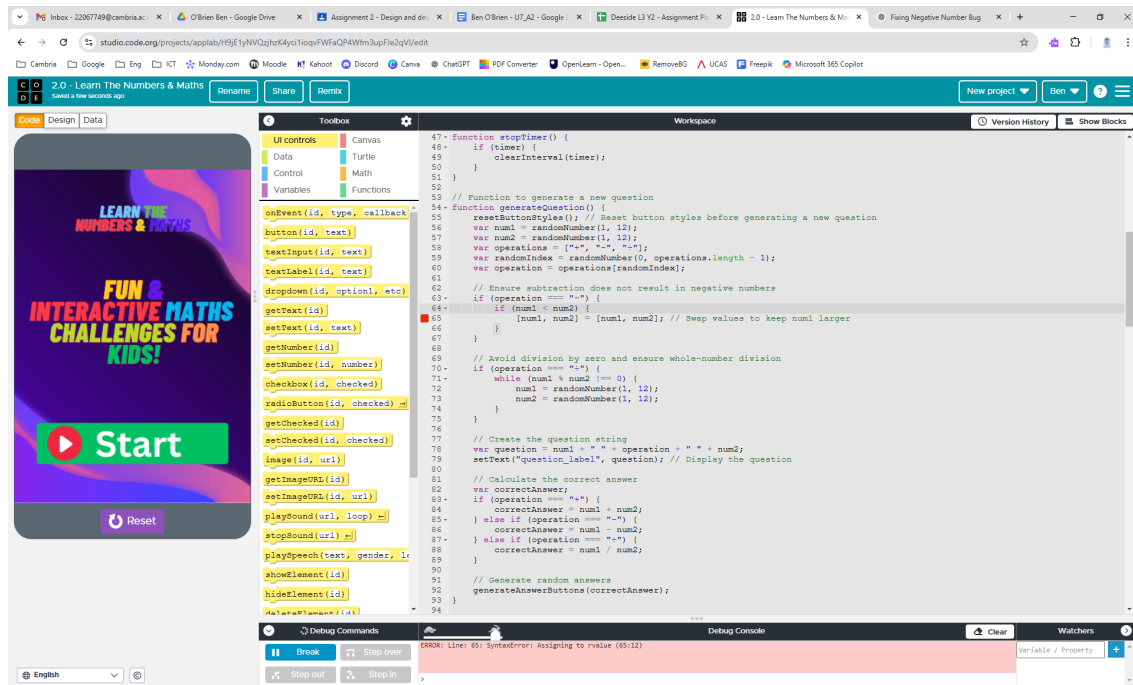 Inbox - 22067749@cambria.ac
O'Brien Ben - Google Drive
Assignment 2 - Design and de
Ben O'Brien - U7_A2 - Google
Deeside L3 Y2 - Assignment Pl
2.0 - Learn The Numbers & Ma
Fixing Negative Number Bug
studio.code.org/projects/applab/H9jE1yNVQzjhzK4yci1ioqvFWFaQP4Wfm3upFJe2qVI/edit
Cambria Google Eng ICT Monday.com Moodle K! Kahoot Discord Canva ChatGPT PDF Converter OpenLearn - Open... RemoveBG UCAS Freepik Microsoft 365 Copilot
C O D E
2.0 - Learn The Numbers & Maths
Saved a few seconds ago
Rename Share Remix New project Ben ?
Code Design Data
LEARN THE
NUMBERS & MATHS
FUN &
INTERACTIVE MATHS
CHALLENGES FOR
KIDS!
Start
Reset
English
©
Toolbox
UI controls Canvas
Data Turtle
Control Math
Variables Functions
onEvent(id, type, callback)
button(id, text)
textInput(id, text)
textLabel(id, text)
dropdown(id, option1, etc)
getText(id)
setText(id, text)
getNumber(id)
setNumber(id, number)
checkbox(id, checked)
radioButton(id, checked)
getChecked(id)
setChecked(id, checked)
image(id, url)
getImageURL(id)
setImageURL(id, url)
playSound(url, loop)
stopSound(url)
playSpeech(text, gender, la
showElement(id)
hideElement(id)
deleteElement(id)
Workspace
Version History Show Blocks
47 function stopTimer() {
48 if (timer) {
49 clearInterval(timer);
50 }
51 }
52
53 // Function to generate a new question
54 function generateQuestion() {
55 resetButtonStyles(); // Reset button styles before generating a new question
56 var num1 = randomNumber(1, 12);
57 var num2 = randomNumber(1, 12);
58 var operations = ["+", "-", "÷"];
59 var randomIndex = randomNumber(0, operations.length - 1);
60 var operation = operations[randomIndex];
61
62 // Ensure subtraction does not result in negative numbers
63 if (operation === "-") {
64 if (num1 < num2) {
65 [num1, num2] = [num1, num2]; // Swap values to keep num1 larger
66 }
67 }
68
69 // Avoid division by zero and ensure whole-number division
70 if (operation === "÷") {
71 while (num1 % num2 !== 0) {
72 num1 = randomNumber(1, 12);
73 num2 = randomNumber(1, 12);
74 }
75 }
76
77 // Create the question string
78 var question = num1 + " " + operation + " " + num2;
79 setText("question_label", question); // Display the question
80
81 // Calculate the correct answer
82 var correctAnswer;
83 if (operation === "+") {
84 correctAnswer = num1 + num2;
85 } else if (operation === "-") {
86 correctAnswer = num1 - num2;
87 } else if (operation === "÷") {
88 correctAnswer = num1 / num2;
89 }
90
91 // Generate random answers
92 generateAnswerButtons(correctAnswer);
93 }
94
Debug Commands
Break Step over
Step out Step in
Debug Console
Clear
Watchers
ERROR: Line: 65: SyntaxError: Assigning to rvalue (65:12)
>
Variable / Property
+